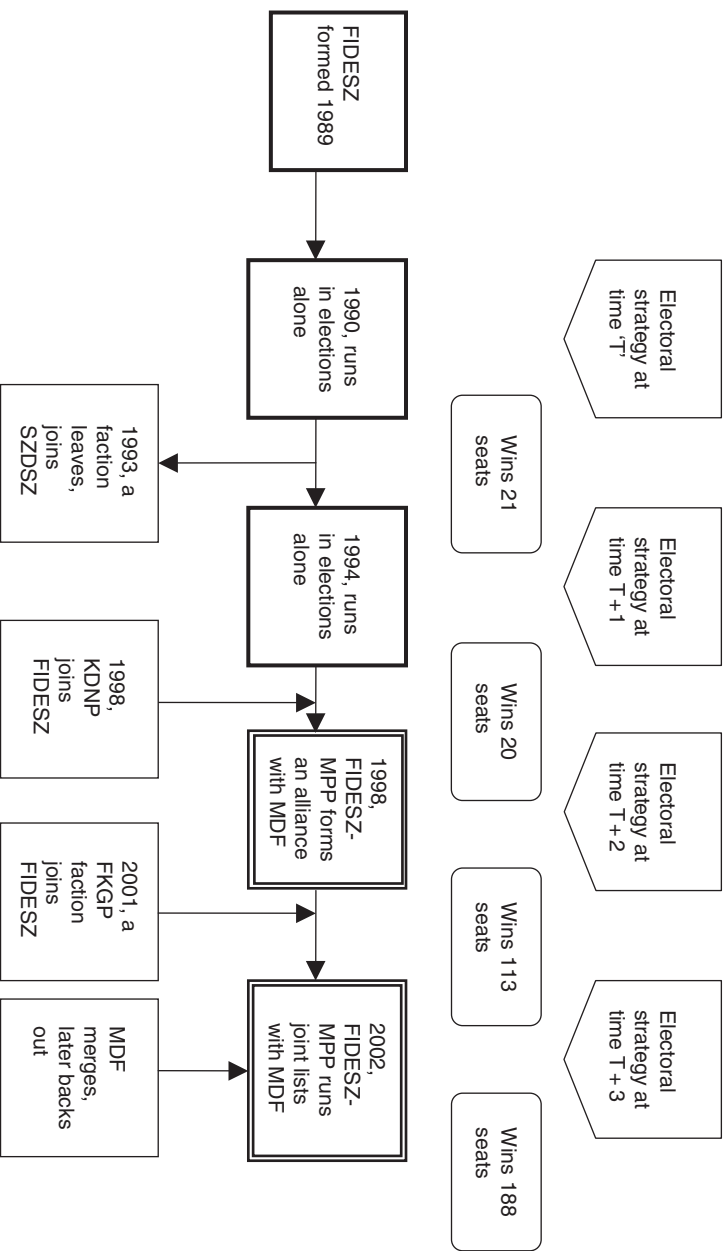 Electoral
strategy at
time ‘T’
Electoral
strategy at
time T + 1
Electoral
strategy at
time T + 2
Electoral
strategy at
time T + 3
Wins 21
seats
Wins 20
seats
Wins 113
seats
Wins 188
seats
FIDESZ
formed 1989
1990, runs
in elections
alone
1994, runs
in elections
alone
1998,
FIDESZ-
MPP forms
an alliance
with MDF
2002,
FIDESZ-
MPP runs
joint lists
with MDF
1993, a
faction
leaves,
joins
SZDSZ
1998,
KDNP
joins
FIDESZ
2001, a
FKGP
faction
joins
FIDESZ
MDF
merges,
later backs
out